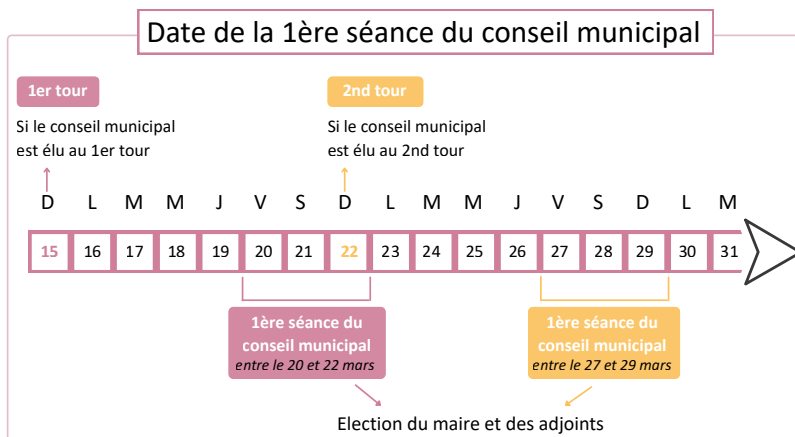 Date de la 1ère séance du conseil municipal
1er tour
Si le conseil municipal
est élu au 1er tour
2nd tour
Si le conseil municipal
est élu au 2nd tour
D L M M J V S D L M M J V S D L M
15 16 17 18 19 20 21 22 23 24 25 26 27 28 29 30 31
1ère séance du
conseil municipal
entre le 20 et 22 mars
1ère séance du
conseil municipal
entre le 27 et 29 mars
Election du maire et des adjoints